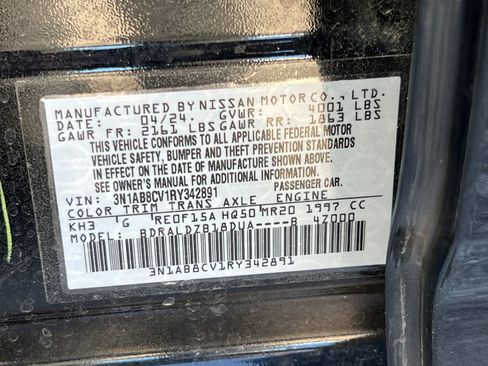 MANUFACTURED BY NISSAN MOTOR CO., LTD.
DATE: 04/24. GVWR: 4001 LBS
GAWR FR: 2161 LBS GAWR RR: 1863 LBS
THIS VEHICLE CONFORMS TO ALL APPLICABLE FEDERAL MOTOR
VEHICLE SAFETY, BUMPER AND THEFT PREVENTION STANDARDS
IN EFFECT ON THE DATE OF MANUFACTURE SHOWN ABOVE.
SEE OWNER'S MANUAL FOR ADDITIONAL INFORMATION.
VIN: 3N1AB8CV1RY342891 PASSENGER CAR.
COLOR TRIM TRANS AXLE ENGINE
KH3 G RE0F15A HQ50 MR20 1997 CC
MODEL: BDRALDZB18DUA----B 4Z000
3N1AB8CV1RY342891